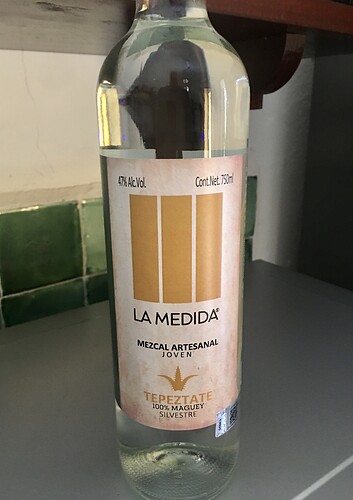 47% Alc.Vol. Cont.Net. 750ml
LA MEDIDA®
MEZCAL ARTESANAL
JOVEN
TEPEZTATE
100% MAGUEY
SILVESTRE